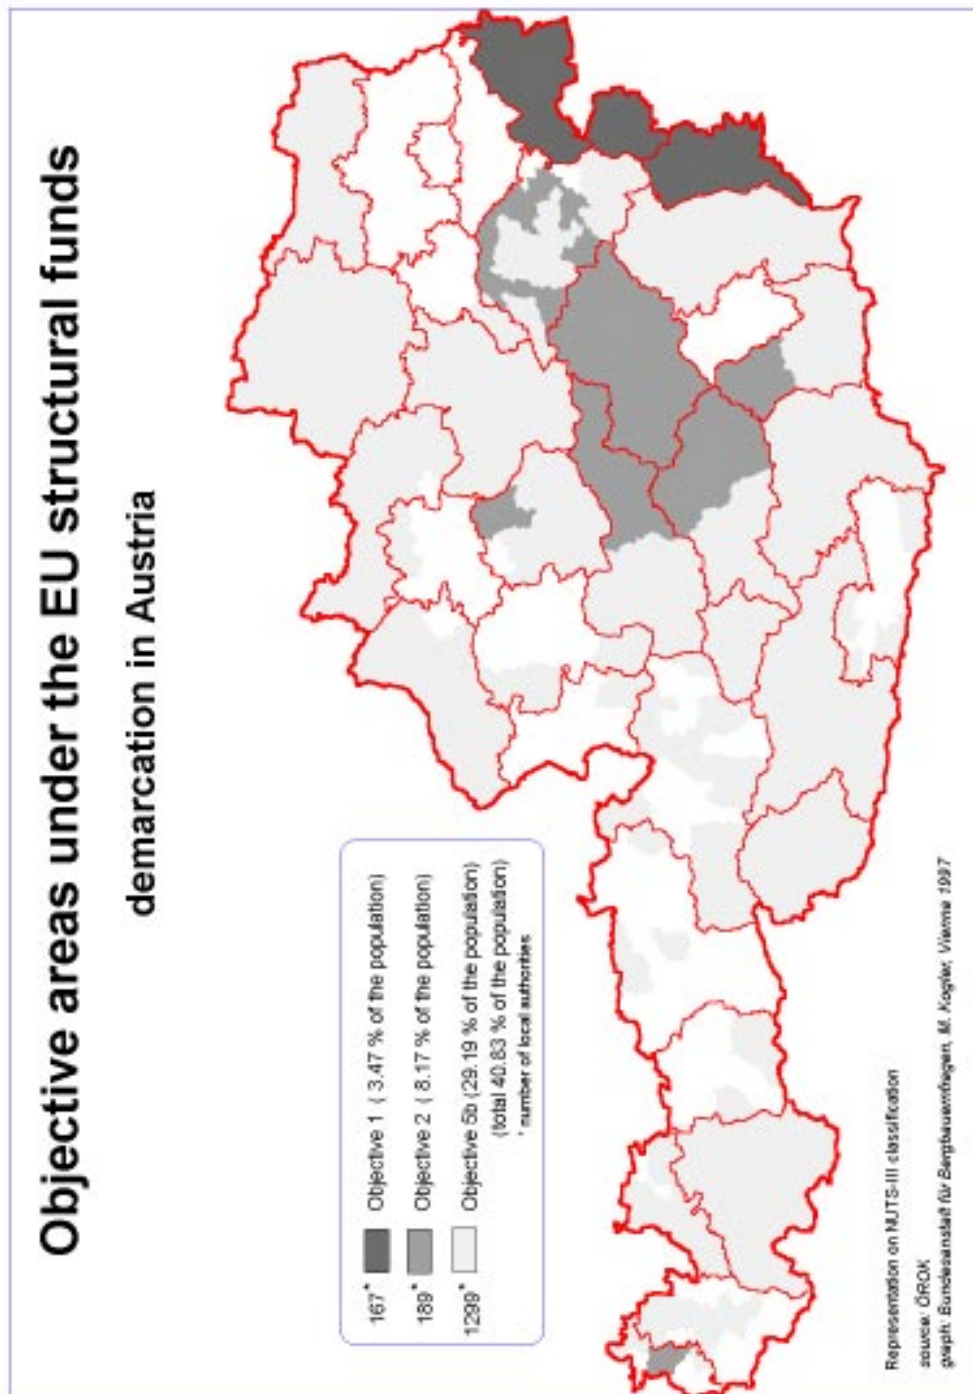 Objective areas under the EU structural funds
demarcation in Austria
167* Objective 1 ( 3.47 % of the population)
189* Objective 2 ( 8.17 % of the population)
1299* Objective 5b (29.19 % of the population)
(total 40.83 % of the population)
* number of local authorities
Representation on NUTS-III classification
source: ÖROK
graph: Bundesanstalt für Bergbauernfragen, M. Kogler, Vienna 1997